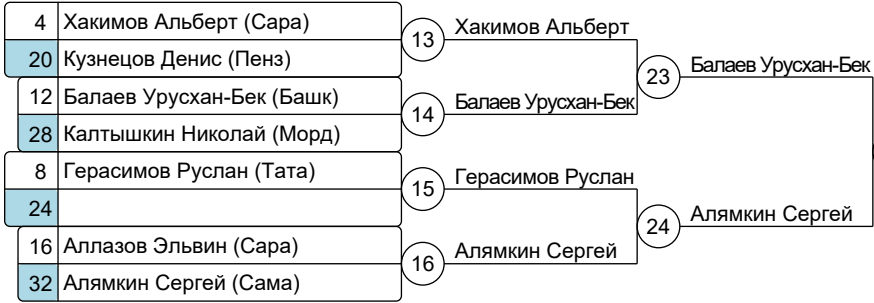 4 Хакимов Альберт (Сара)
20 Кузнецов Денис (Пенз)
12 Балаев Урусхан-Бек (Башк)
28 Калтышкин Николай (Морд)
8 Герасимов Руслан (Тата)
24
16 Аллазов Эльвин (Сара)
32 Алямкин Сергей (Сама)
13 Хакимов Альберт
14 Балаев Урусхан-Бек
15 Герасимов Руслан
16 Алямкин Сергей
23 Балаев Урусхан-Бек
24 Алямкин Сергей